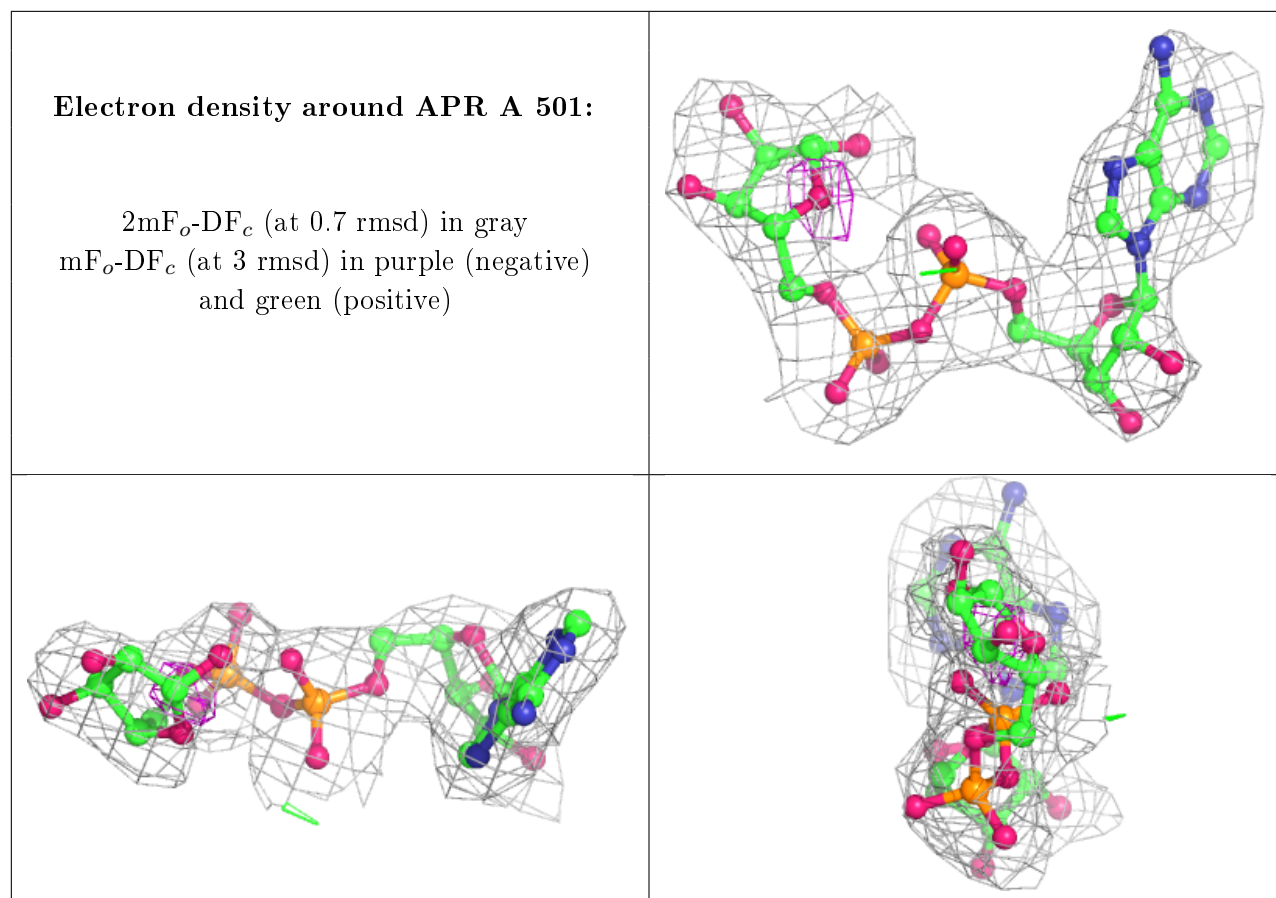 Electron density around APR A 501:
2mFo-DFc (at 0.7 rmsd) in gray
mFo-DFc (at 3 rmsd) in purple (negative)
and green (positive)